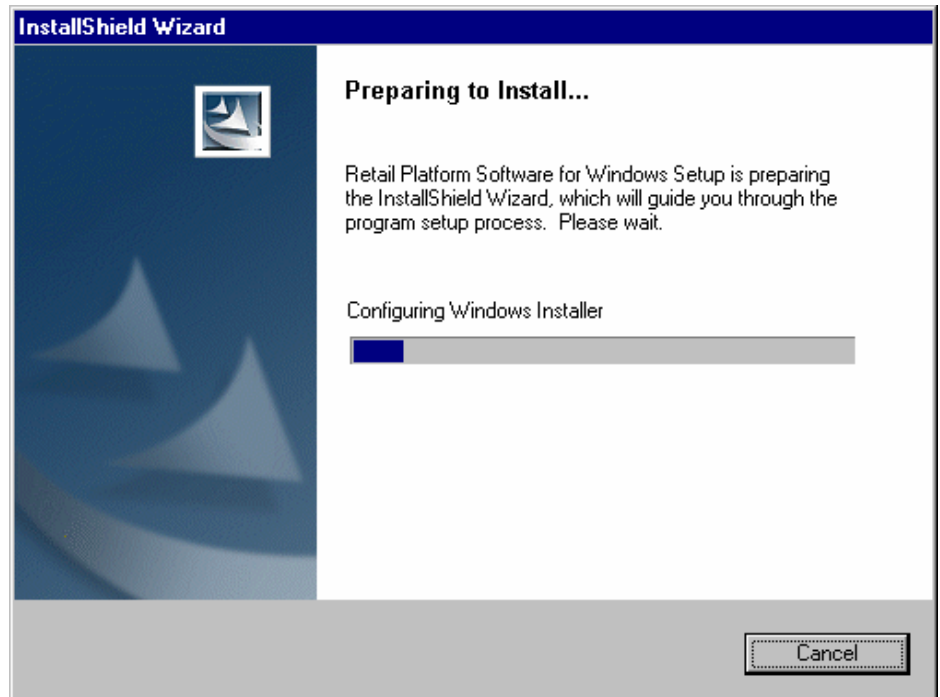 InstallShield Wizard
Preparing to Install...
Retail Platform Software for Windows Setup is preparing
the InstallShield Wizard, which will guide you through the
program setup process.  Please wait.
Configuring Windows Installer
Cancel